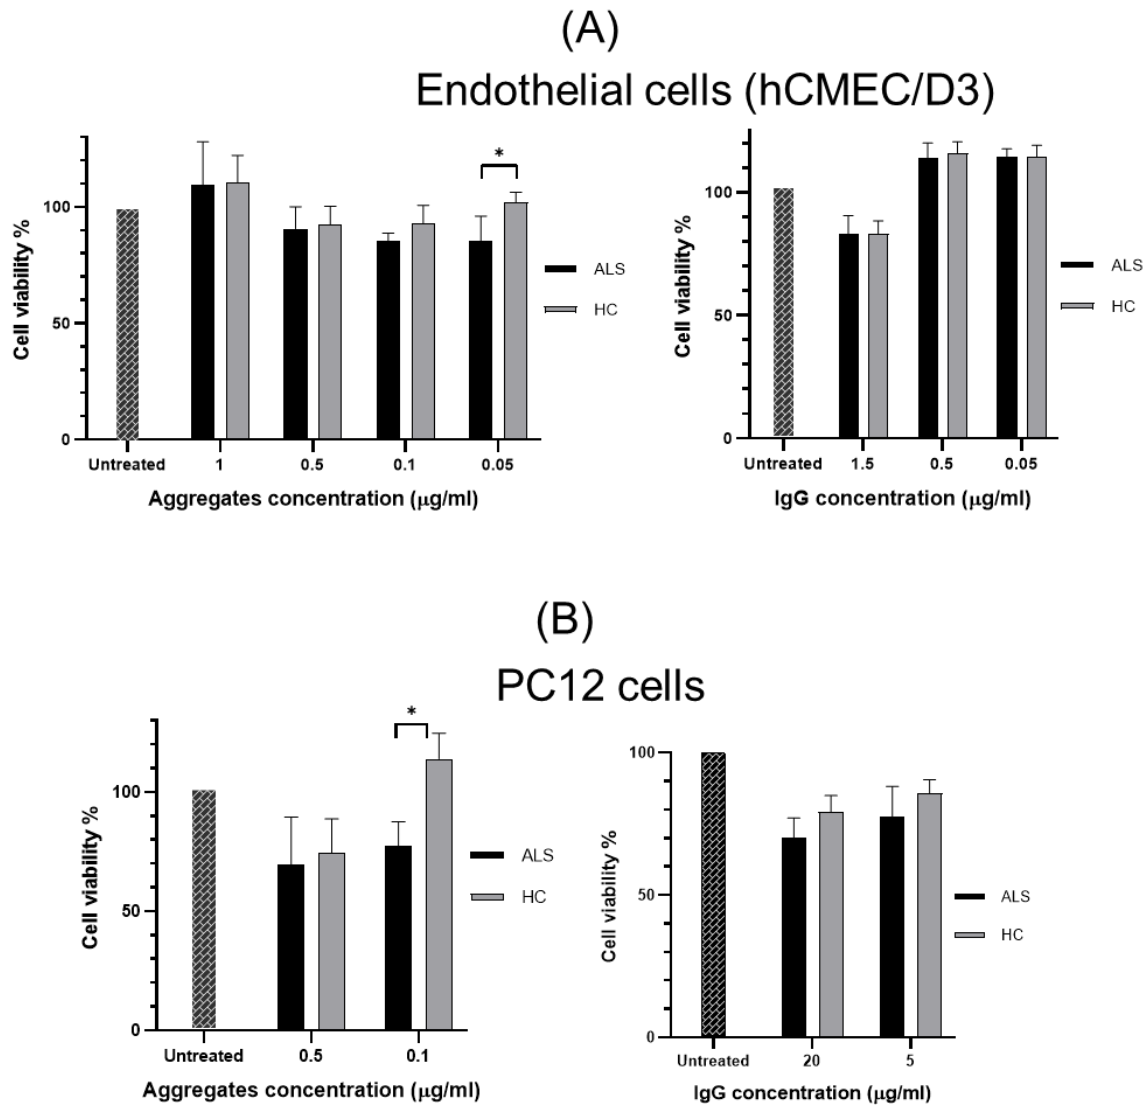 (A)
Endothelial cells (hCMEC/D3)
*
Cell viability %
100
50
0
Untreated
1
0.5
0.1
0.05
Aggregates concentration (μg/ml)
ALS
HC
Cell viability %
100
50
0
Untreated
1.5
0.5
0.05
IgG concentration (μg/ml)
ALS
HC
(B)
PC12 cells
*
Cell viability %
100
50
0
Untreated
0.5
0.1
Aggregates concentration (μg/ml)
ALS
HC
Cell viability %
100
50
0
Untreated
20
5
IgG concentration (μg/ml)
ALS
HC